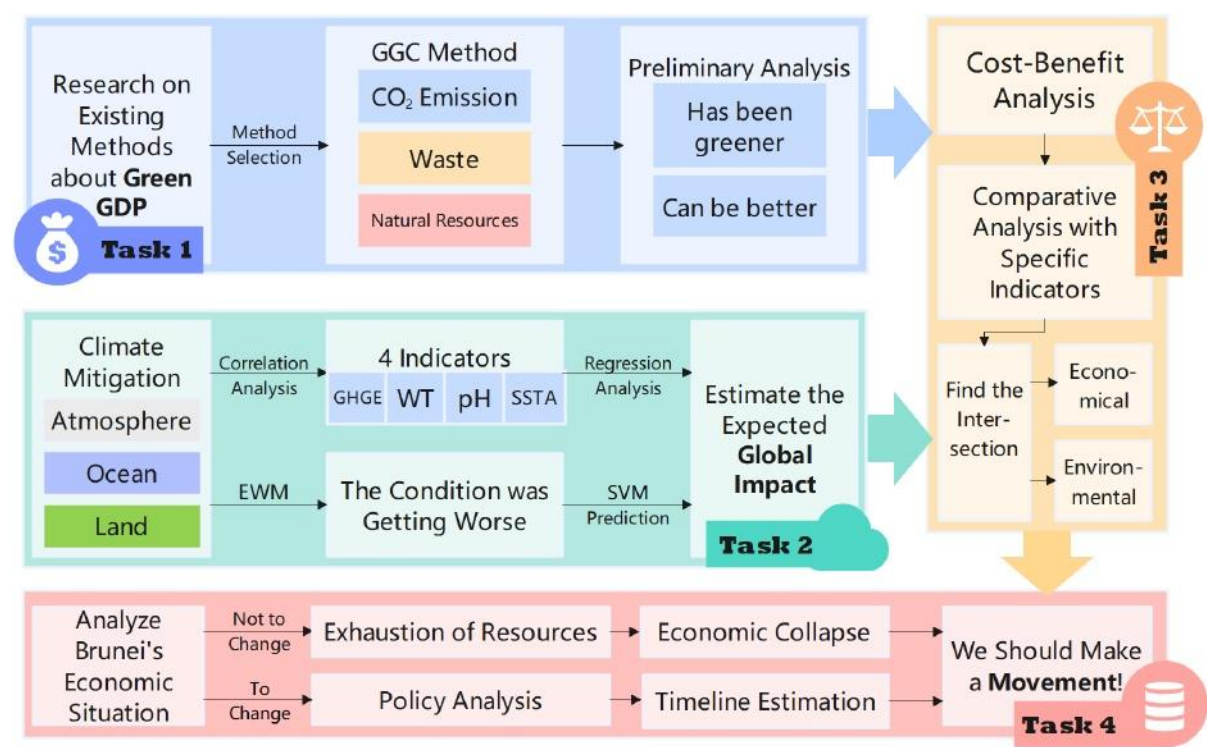 Research on
Existing
Methods
about Green
GDP
Task 1
Method
Selection
GGC Method
CO₂ Emission
Waste
Natural Resources
Preliminary Analysis
Has been
greener
Can be better
Cost-Benefit
Analysis
Comparative
Analysis with
Specific
Indicators
Task 3
Find the
Inter-
section
Econo-
mical
Environ-
mental
Climate
Mitigation
Atmosphere
Ocean
Land
Correlation
Analysis
EWM
4 Indicators
GHGE WT pH SSTA
The Condition was
Getting Worse
Regression
Analysis
SVM
Prediction
Estimate the
Expected
Global
Impact
Task 2
Analyze
Brunei's
Economic
Situation
Not to
Change
To
Change
Exhaustion of Resources
Economic Collapse
Policy Analysis
Timeline Estimation
We Should Make
a Movement!
Task 4